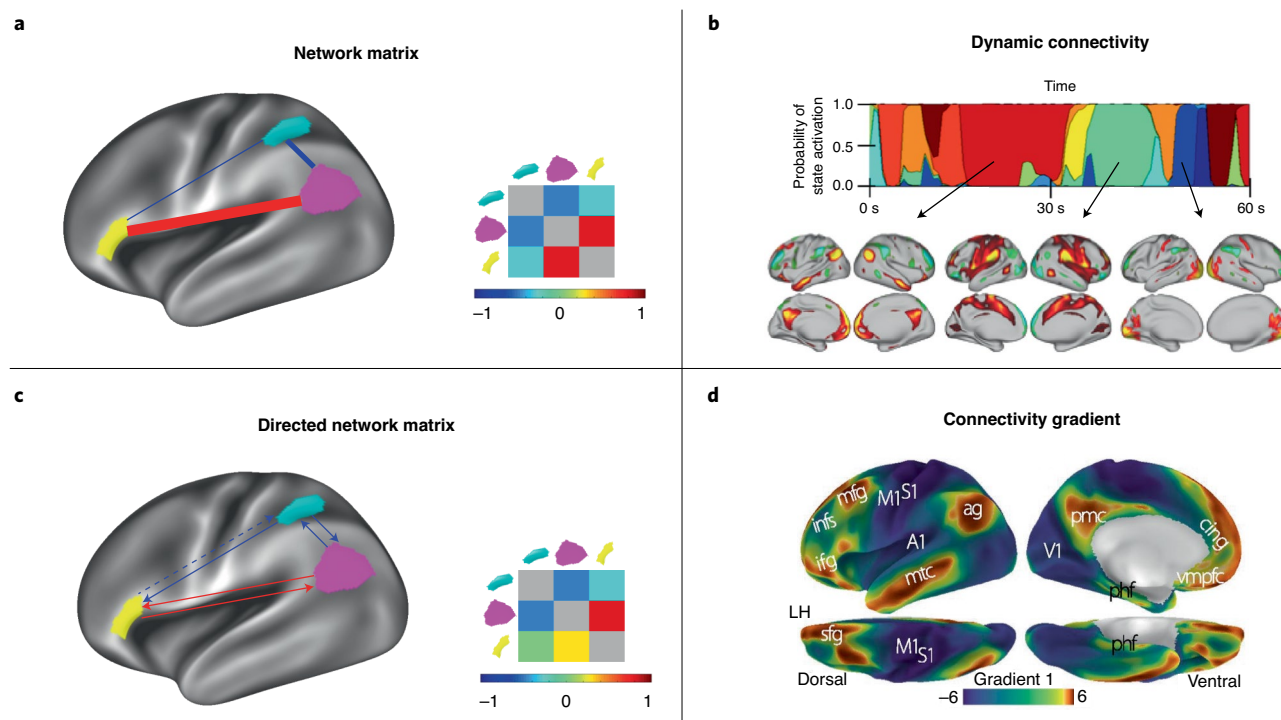 a
Network matrix
−1 0 1
b
Dynamic connectivity
Time
Probability of
state activation
1.0
0.5
0.0
0 s 30 s 60 s
c
Directed network matrix
−1 0 1
d
Connectivity gradient
mfg
M1 S1
ag
infs
A1
ifg
mtc
pmc
cing
V1
vmpfc
phf
LH
sfg
M1 S1
phf
Dorsal
Gradient 1
Ventral
−6 6